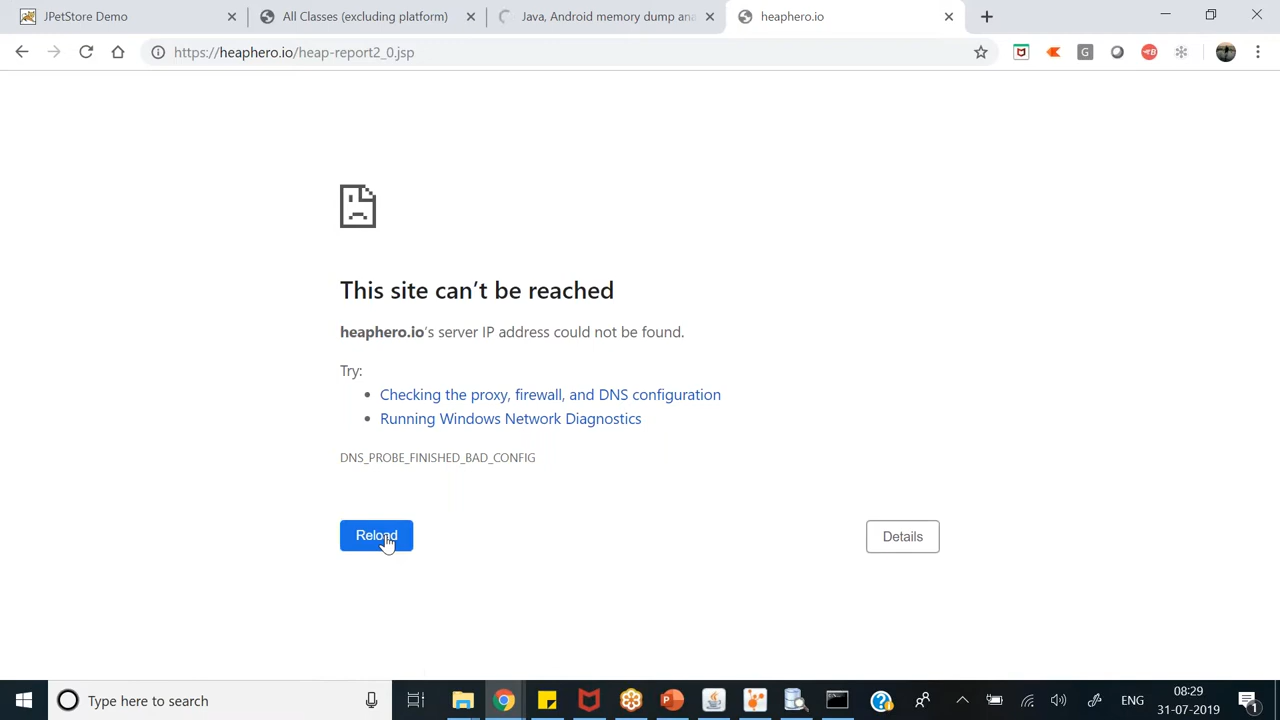 JPetStore Demo
All Classes (excluding platform)
Java, Android memory dump ana
heaphero.io
https://heaphero.io/heap-report2_0.jsp
G
This site can't be reached
heaphero.io's server IP address could not be found.
Try:
Checking the proxy, firewall, and DNS configuration
Running Windows Network Diagnostics
DNS_PROBE_FINISHED_BAD_CONFIG
Reload
Details
Type here to search
ENG
08:29
31-07-2019
1